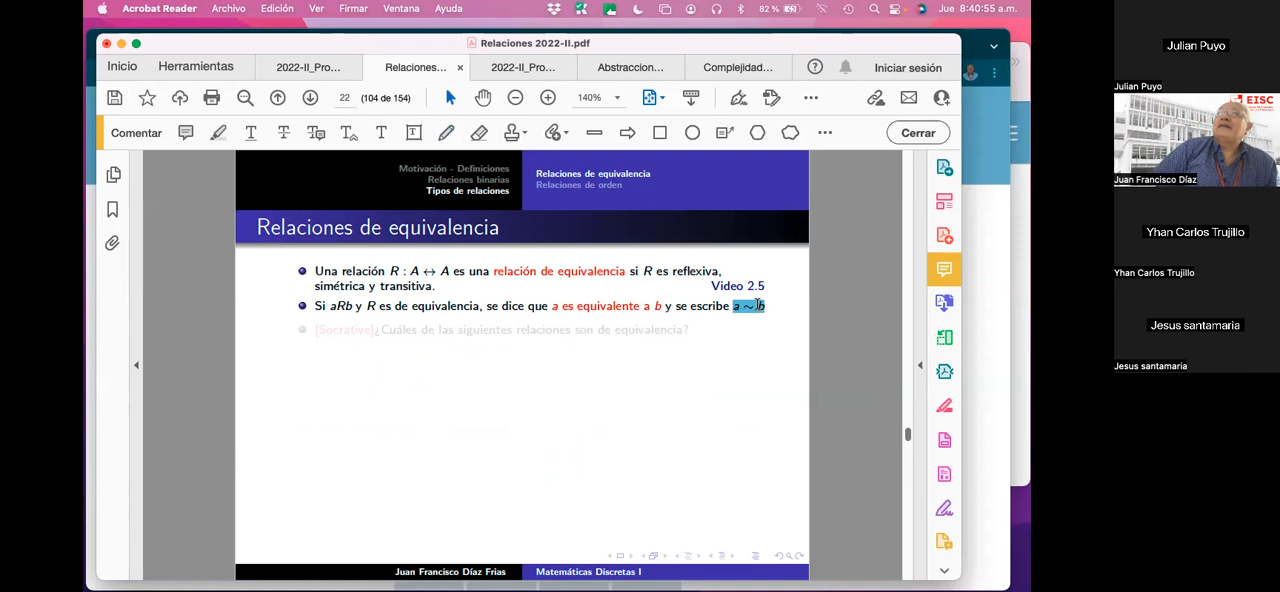 Acrobat Reader Archivo Edición Ver Firmar Ventana Ayuda 82 % Jue 8:40:55 a.m.
Relaciones 2022-II.pdf
Inicio Herramientas 2022-II_Pro... Relaciones... × 2022-II_Pro... Abstraccion... Complejidad... Iniciar sesión
22 (104 de 154) 140%
Comentar Cerrar
Motivación - Definiciones
Relaciones binarias
Tipos de relaciones
Relaciones de equivalencia
Relaciones de orden
Relaciones de equivalencia
Una relación R : A ↔ A es una relación de equivalencia si R es reflexiva,
simétrica y transitiva. Video 2.5
Si aRb y R es de equivalencia, se dice que a es equivalente a b y se escribe a ∼ b
[Socrative]¿Cuáles de las siguientes relaciones son de equivalencia?
Juan Francisco Díaz Frias Matemáticas Discretas I
Julian Puyo
Julian Puyo
EISC
Juan Francisco Díaz
Yhan Carlos Trujillo
Yhan Carlos Trujillo
Jesus santamaria
Jesus santamaria